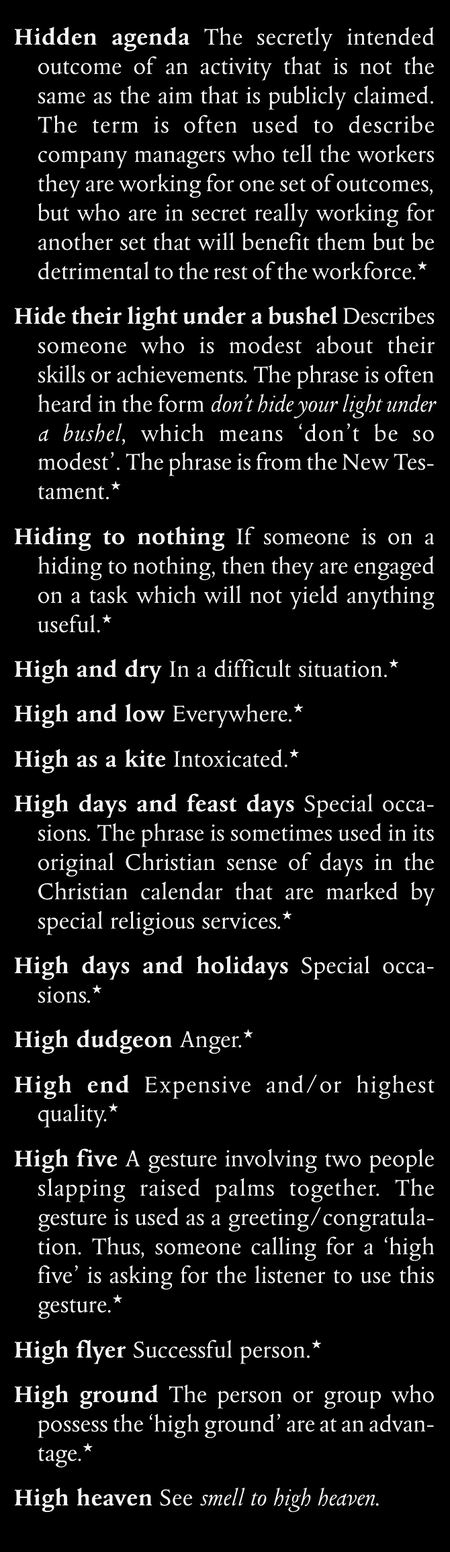 Hidden agenda The secretly intended
outcome of an activity that is not the
same as the aim that is publicly claimed.
The term is often used to describe
company managers who tell the workers
they are working for one set of outcomes,
but who are in secret really working for
another set that will benefit them but be
detrimental to the rest of the workforce.★
Hide their light under a bushel Describes
someone who is modest about their
skills or achievements. The phrase is often
heard in the form don’t hide your light under
a bushel, which means ‘don’t be so
modest’. The phrase is from the New Tes-
tament.★
Hiding to nothing If someone is on a
hiding to nothing, then they are engaged
on a task which will not yield anything
useful.★
High and dry In a difficult situation.★
High and low Everywhere.★
High as a kite Intoxicated.★
High days and feast days Special occa-
sions. The phrase is sometimes used in its
original Christian sense of days in the
Christian calendar that are marked by
special religious services.★
High days and holidays Special occa-
sions.★
High dudgeon Anger.★
High end Expensive and/or highest
quality.★
High five A gesture involving two people
slapping raised palms together. The
gesture is used as a greeting/congratula-
tion. Thus, someone calling for a ‘high
five’ is asking for the listener to use this
gesture.★
High flyer Successful person.★
High ground The person or group who
possess the ‘high ground’ are at an advan-
tage.★
High heaven See smell to high heaven.